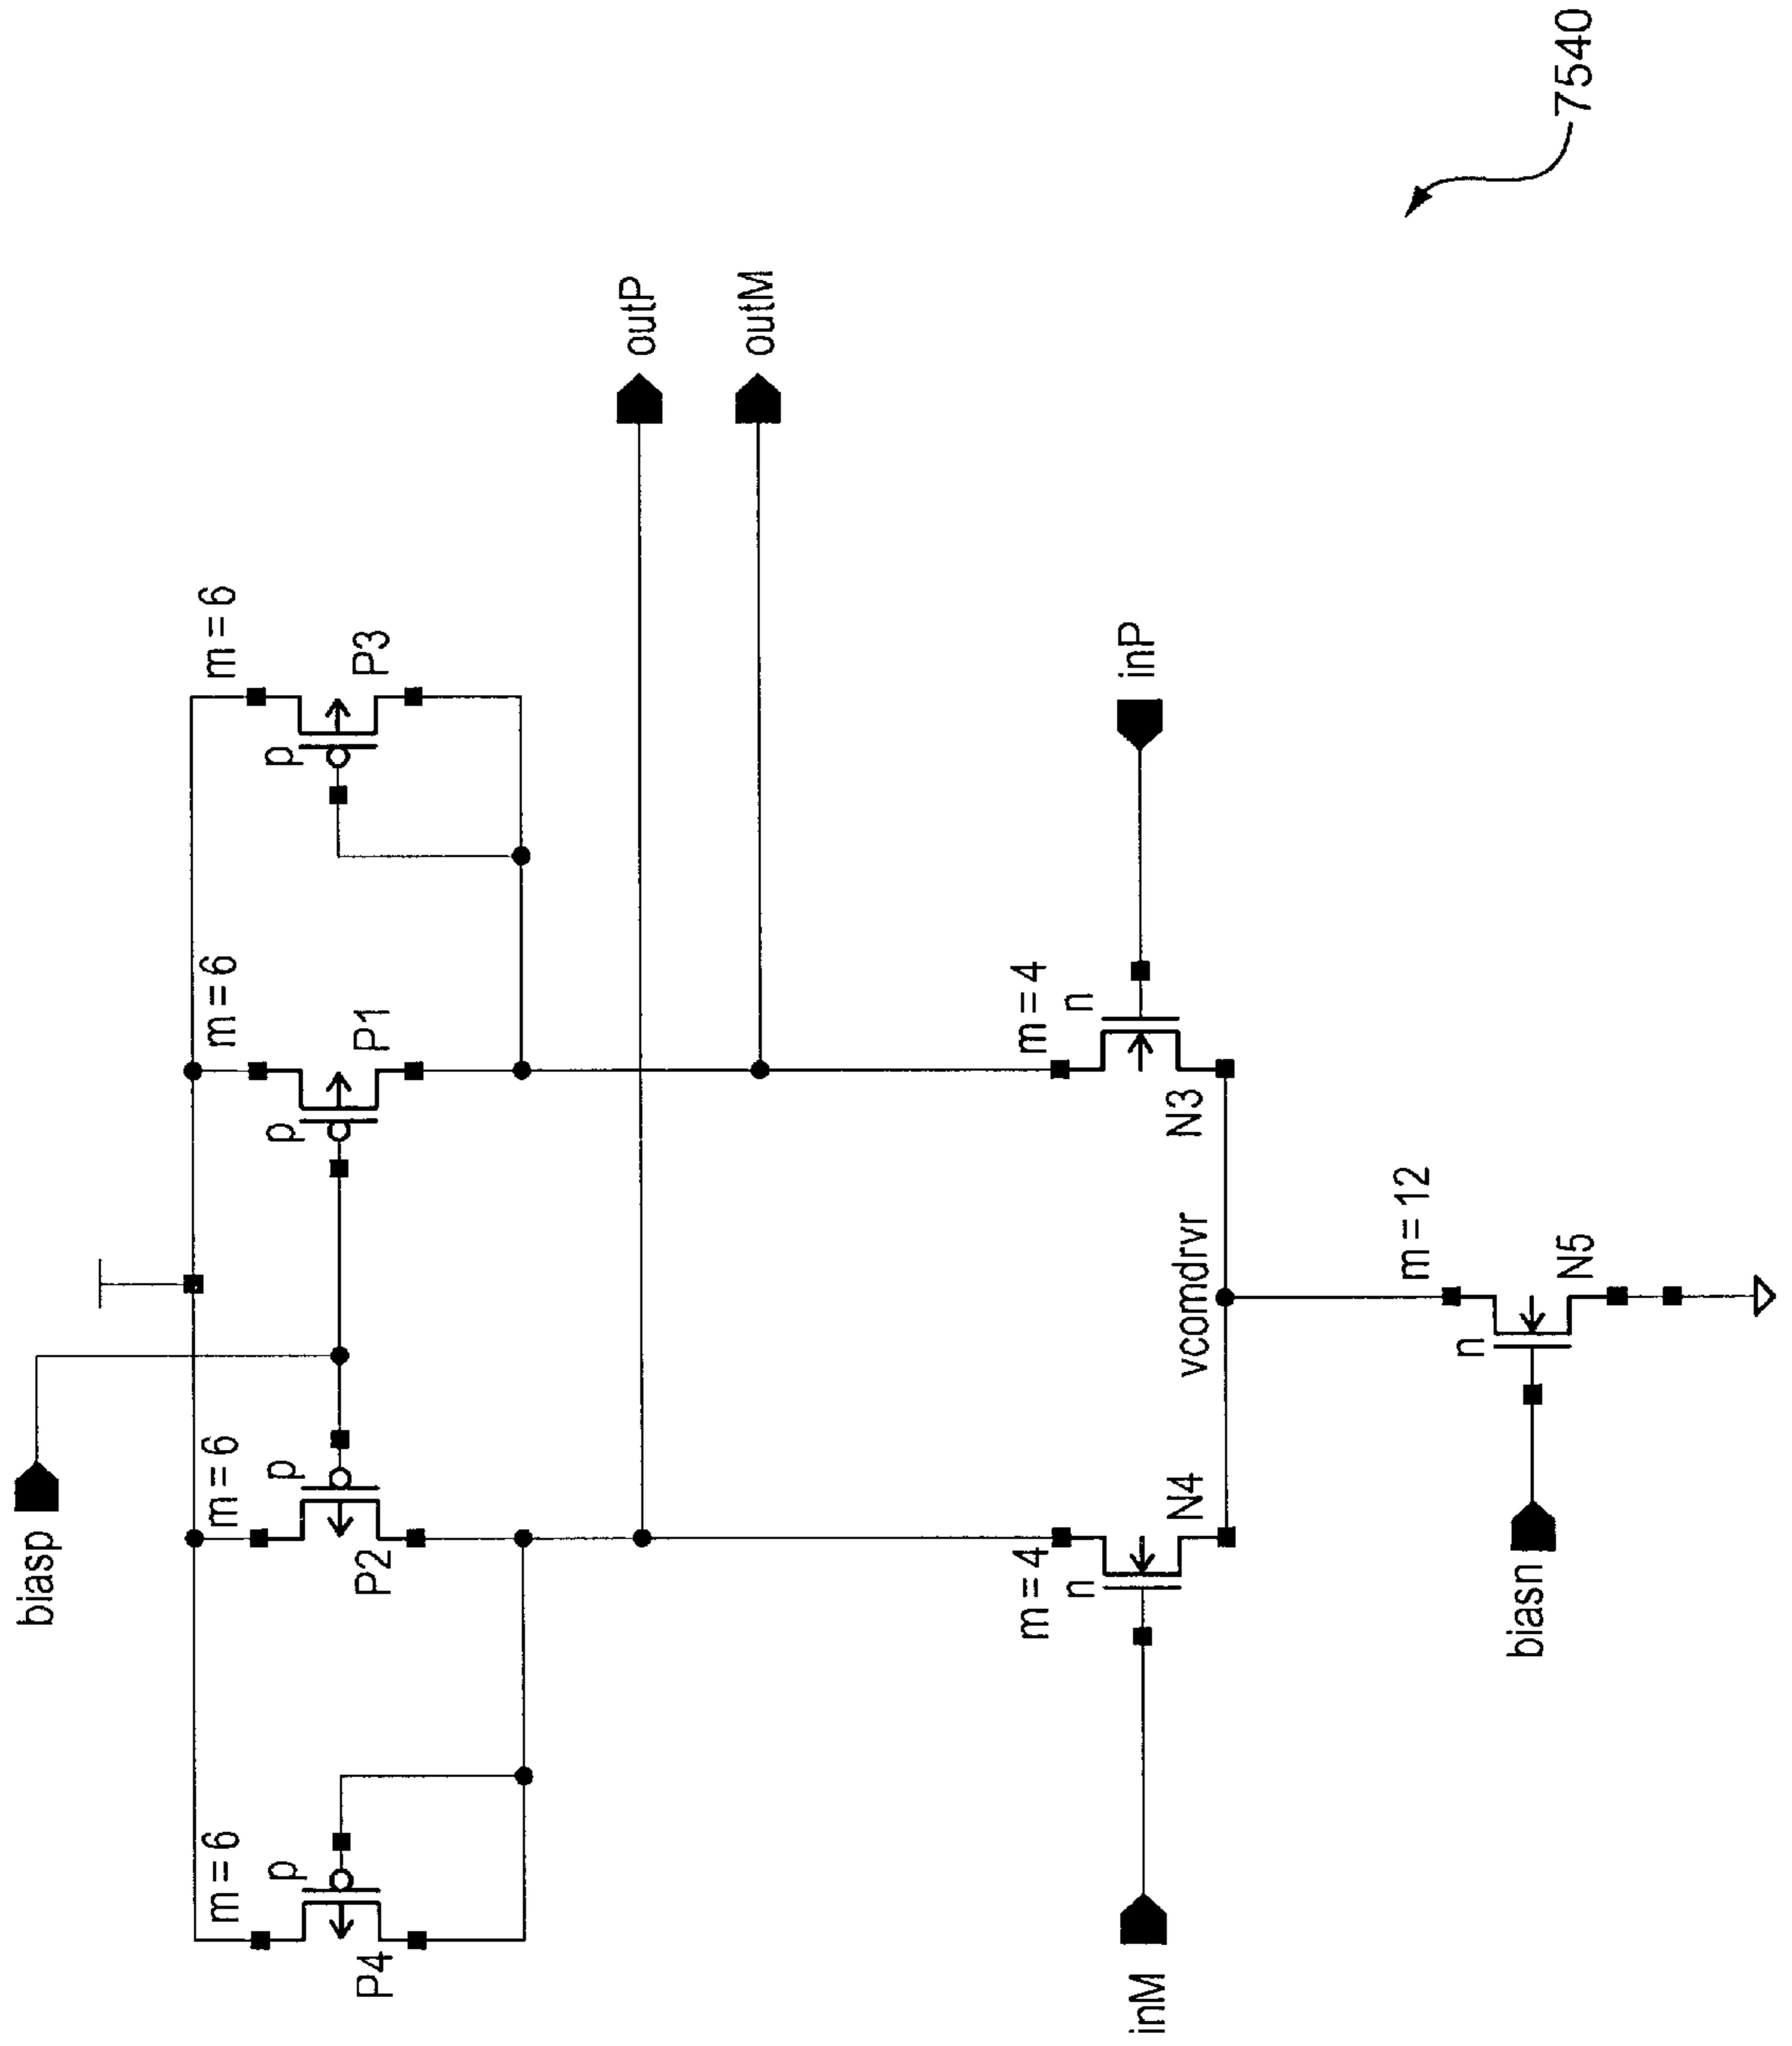 biasp
m=6
p
P4
m=6
p
P2
m=6
p
P1
m=6
p
P3
outP
outM
inM
m=4
n
N4
vcomdrvr
m=4
n
N3
inP
biasn
m=12
n
N5
7540